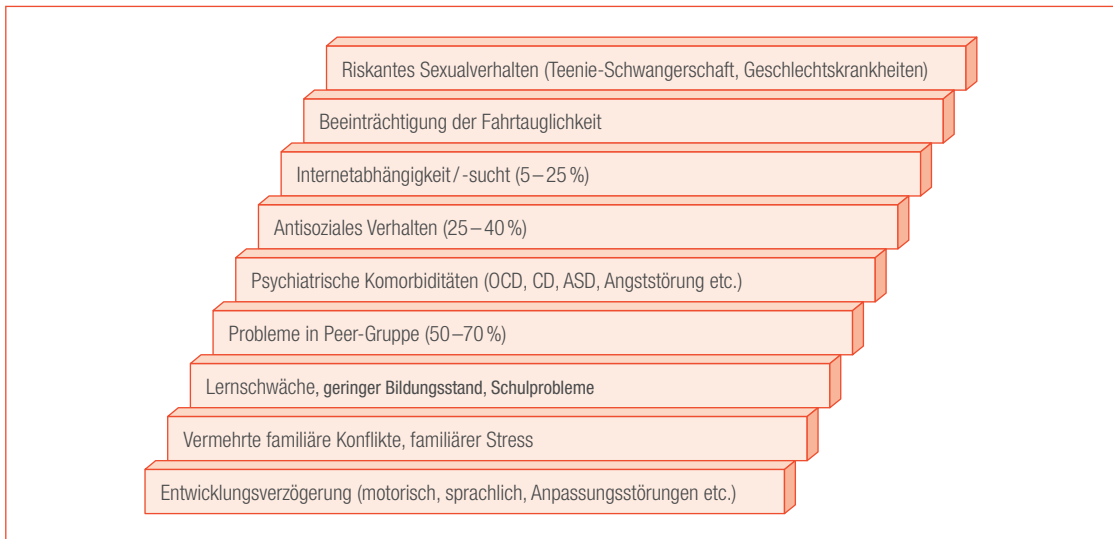 Riskantes Sexualverhalten (Teenie-Schwangerschaft, Geschlechtskrankheiten)
Beeinträchtigung der Fahrtauglichkeit
Internetabhängigkeit / -sucht (5 – 25 %)
Antisoziales Verhalten (25 – 40 %)
Psychiatrische Komorbiditäten (OCD, CD, ASD, Angststörung etc.)
Probleme in Peer-Gruppe (50 –70 %)
Lernschwäche, geringer Bildungsstand, Schulprobleme
Vermehrte familiäre Konflikte, familiärer Stress
Entwicklungsverzögerung (motorisch, sprachlich, Anpassungsstörungen etc.)